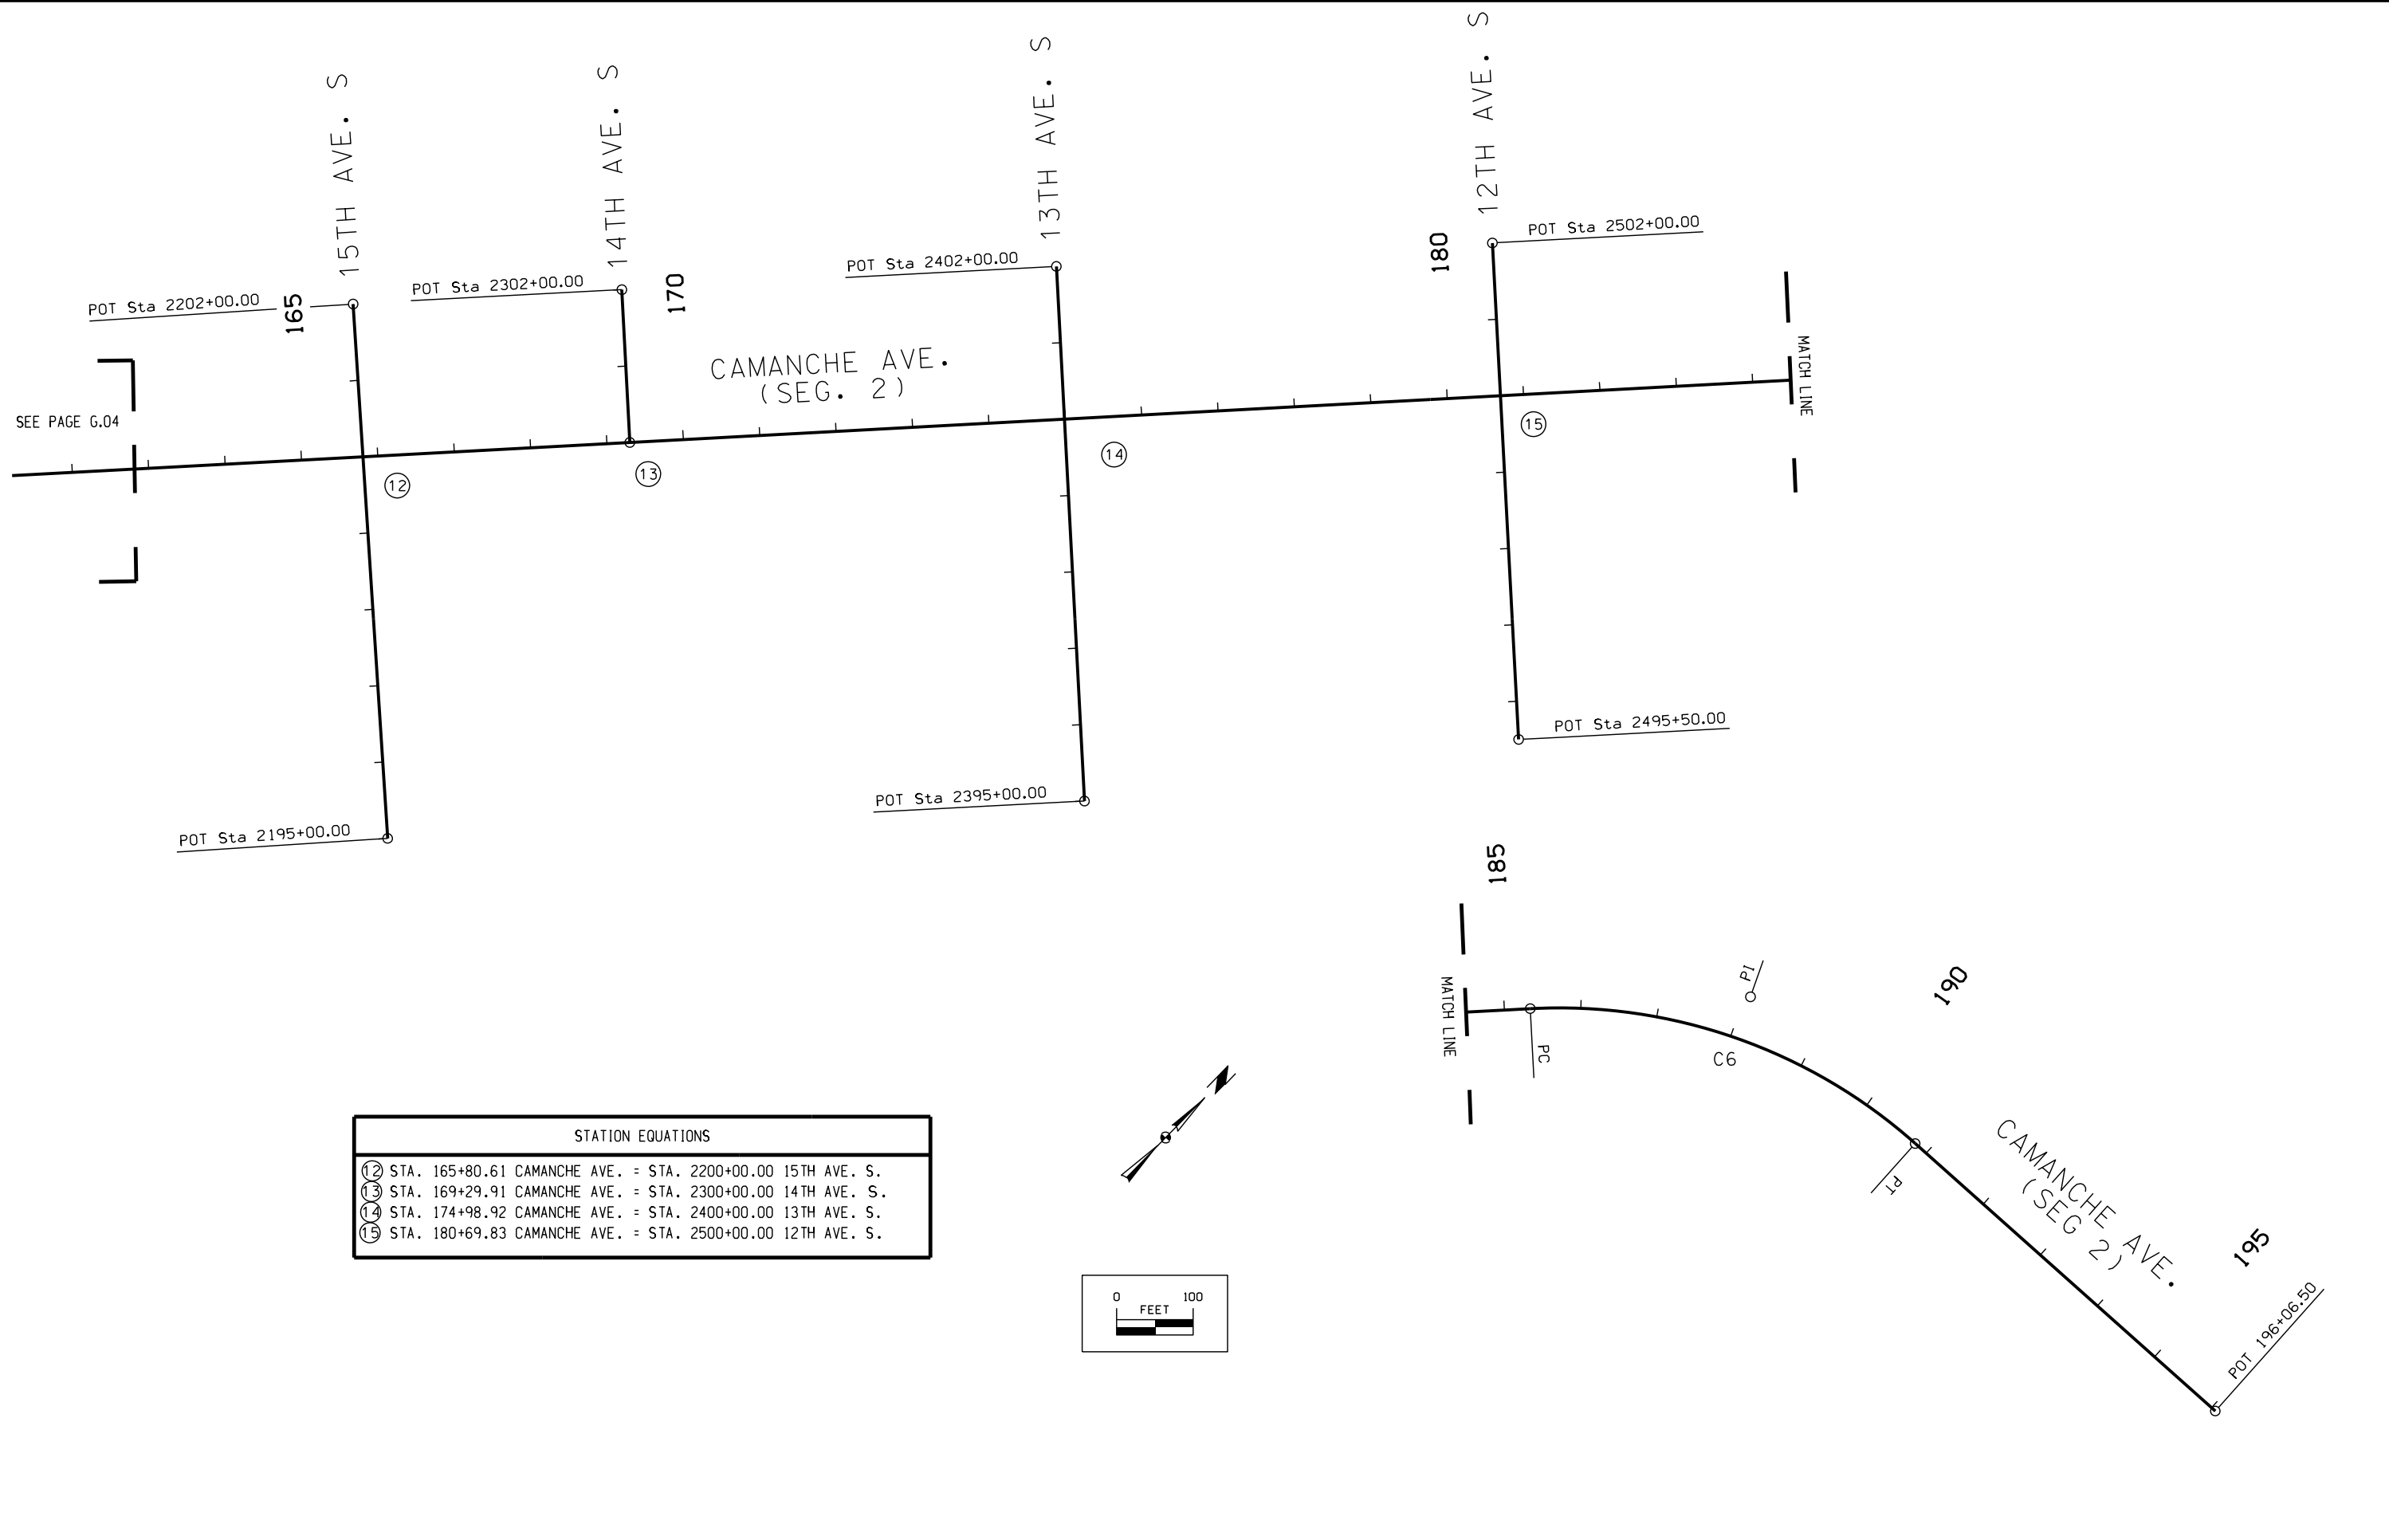 15TH AVE. S
14TH AVE. S
13TH AVE. S
12TH AVE. S
POT Sta 2202+00.00
165
POT Sta 2302+00.00
170
POT Sta 2402+00.00
180
POT Sta 2502+00.00
CAMANCHE AVE.
(SEG. 2)
SEE PAGE G.04
MATCH LINE
12
13
14
15
POT Sta 2195+00.00
POT Sta 2395+00.00
POT Sta 2495+50.00
185
MATCH LINE
PC
PI
C6
190
PT
CAMANCHE AVE.
(SEG 2)
195
POT 196+06.50
STATION EQUATIONS
12 STA. 165+80.61 CAMANCHE AVE. = STA. 2200+00.00 15TH AVE. S.
13 STA. 169+29.91 CAMANCHE AVE. = STA. 2300+00.00 14TH AVE. S.
14 STA. 174+98.92 CAMANCHE AVE. = STA. 2400+00.00 13TH AVE. S.
15 STA. 180+69.83 CAMANCHE AVE. = STA. 2500+00.00 12TH AVE. S.
N
0 100
FEET